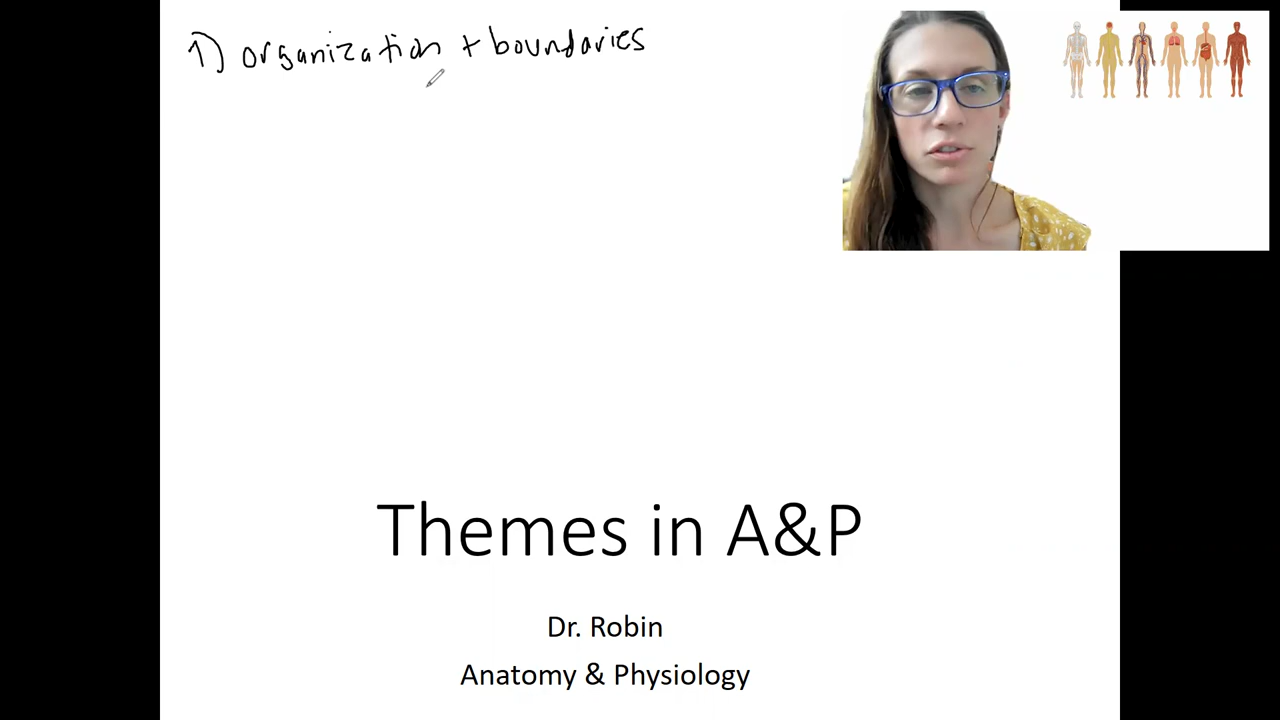 1) organization + boundaries
Themes in A&P
Dr. Robin
Anatomy & Physiology